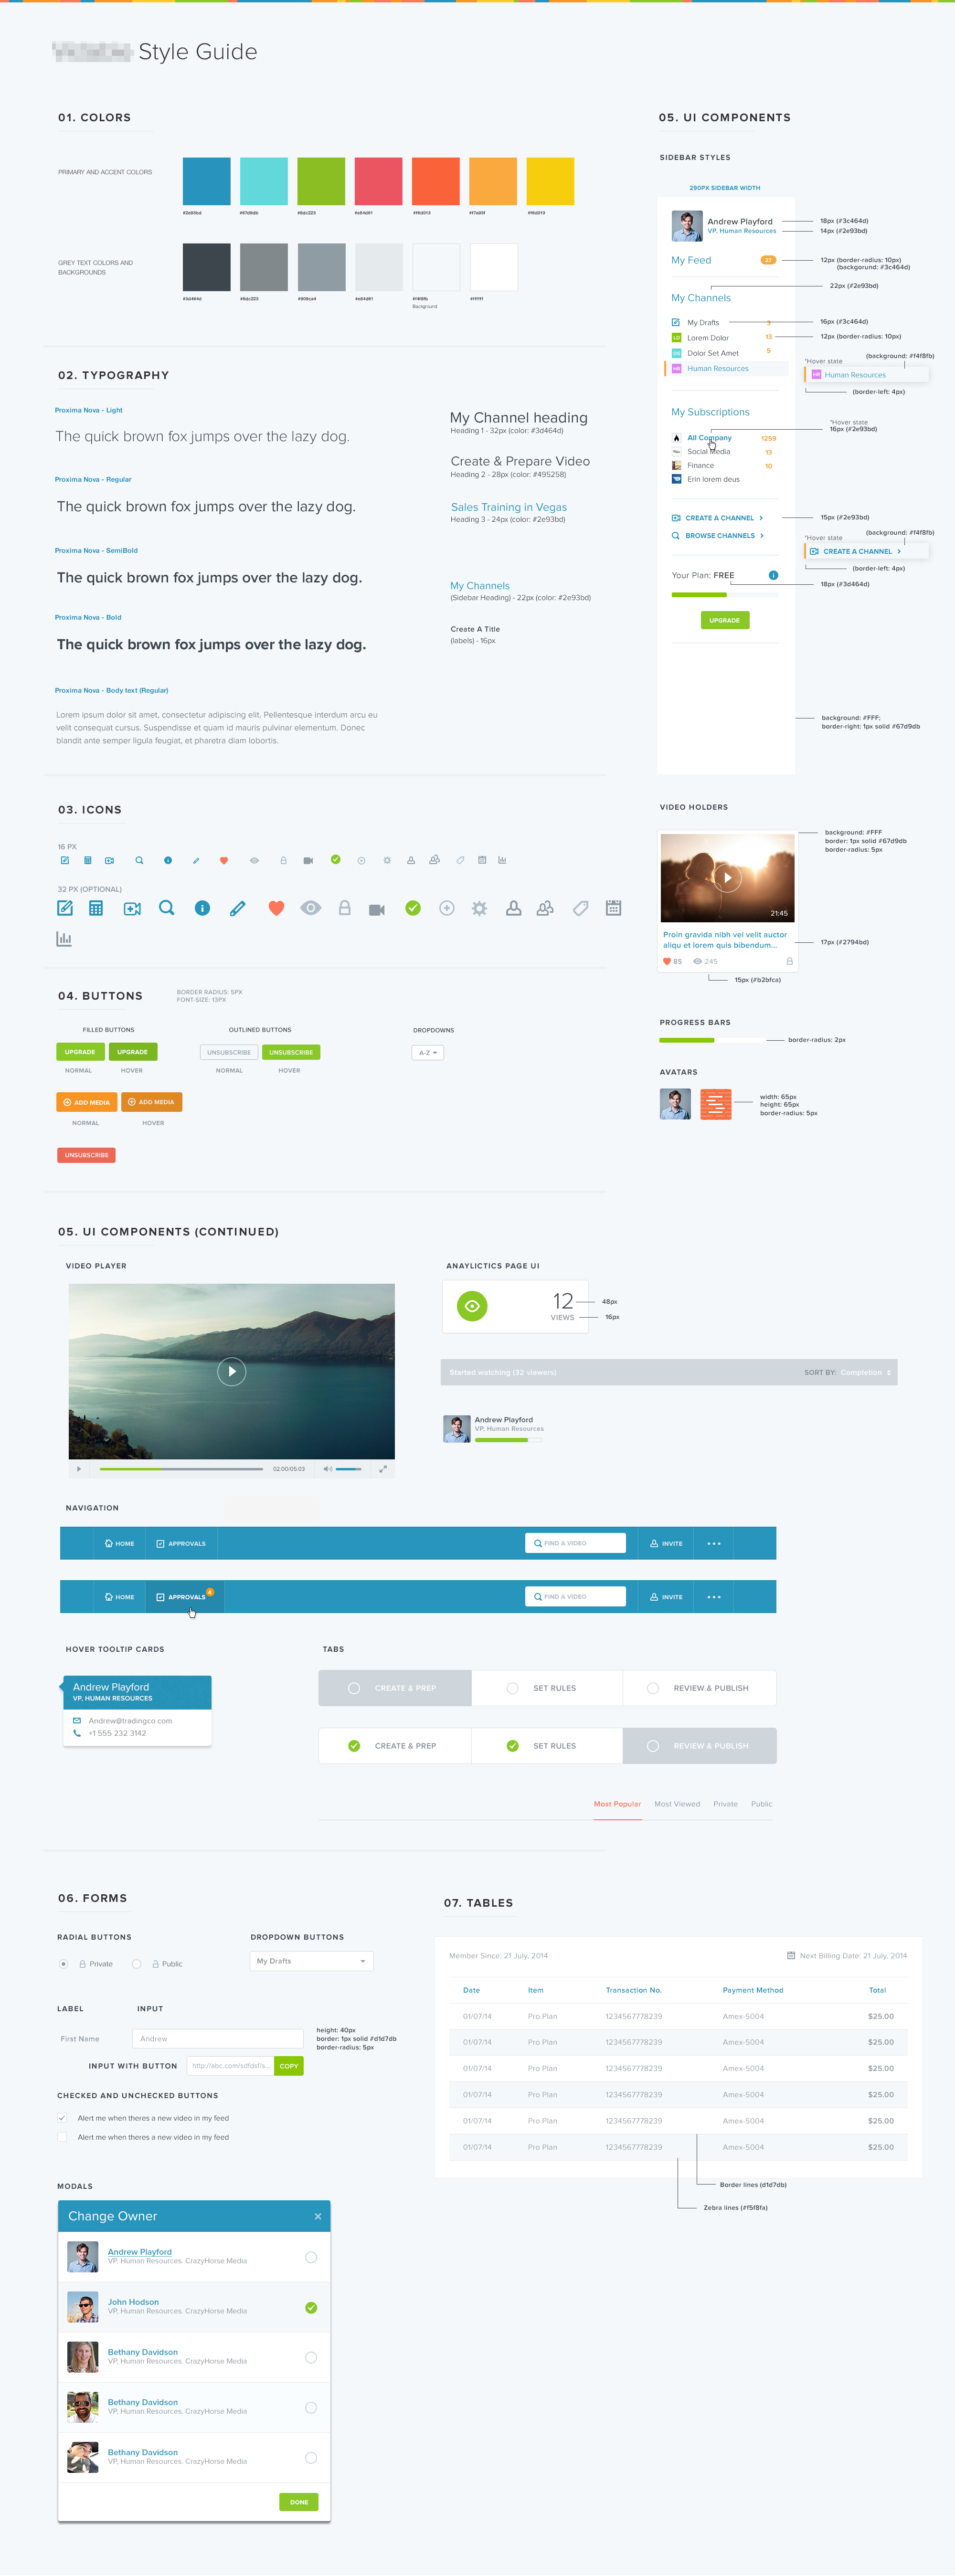 Style Guide
01. COLORS
PRIMARY AND ACCENT COLORS
#2e93bd
#67d9db
#8dc223
#e84d61
#f7a93f
#f6d313
GREY TEXT COLORS AND
BACKGROUNDS
#3d464d
#8dc223
#909ca4
#e84d61
#f4f8fb
Background
#ffffff
02. TYPOGRAPHY
Proxima Nova - Light
The quick brown fox jumps over the lazy dog.
Proxima Nova - Regular
The quick brown fox jumps over the lazy dog.
Proxima Nova - SemiBold
The quick brown fox jumps over the lazy dog.
Proxima Nova - Bold
The quick brown fox jumps over the lazy dog.
Proxima Nova - Body text (Regular)
Lorem ipsum dolor sit amet, consectetur adipiscing elit. Pellentesque interdum arcu eu
velit consequat cursus. Suspendisse et quam id mauris pulvinar elementum. Donec
blandit ante semper ligula feugiat, et pharetra diam lobortis.
My Channel heading
Heading 1 - 32px (color: #3d464d)
Create & Prepare Video
Heading 2 - 28px (color: #495258)
Sales Training in Vegas
Heading 3 - 24px (color: #2e93bd)
My Channels
(Sidebar Heading) - 22px (color: #2e93bd)
Create A Title
(labels) - 16px
03. ICONS
16 PX
32 PX (OPTIONAL)
04. BUTTONS
BORDER RADIUS: 5PX
FONT-SIZE: 13PX
FILLED BUTTONS
UPGRADE
UPGRADE
NORMAL
HOVER
ADD MEDIA
ADD MEDIA
NORMAL
HOVER
UNSUBSCRIBE
OUTLINED BUTTONS
UNSUBSCRIBE
UNSUBSCRIBE
NORMAL
HOVER
DROPDOWNS
A-Z
05. UI COMPONENTS
SIDEBAR STYLES
290PX SIDEBAR WIDTH
Andrew Playford
VP, Human Resources
18px (#3c464d)
14px (#2e93bd)
My Feed
21
12px (border-radius: 10px)
(backgorund: #3c464d)
22px (#2e93bd)
My Channels
My Drafts 3
16px (#3c464d)
LD Lorem Dolor 13
12px (border-radius: 10px)
DS Dolor Set Amet 5
HR Human Resources
*Hover state
(background: #f4f8fb)
HR Human Resources
(border-left: 4px)
My Subscriptions
*Hover state
16px (#2e93bd)
All Company 1259
Social Media 13
Finance 10
Erin lorem deus
CREATE A CHANNEL
15px (#2e93bd)
BROWSE CHANNELS
(background: #f4f8fb)
*Hover state
CREATE A CHANNEL
(border-left: 4px)
Your Plan: FREE
i
18px (#3d464d)
UPGRADE
background: #FFF;
border-right: 1px solid #67d9db
VIDEO HOLDERS
21:45
background: #FFF
border: 1px solid #67d9db
border-radius: 5px
Proin gravida nibh vel velit auctor
aliqu et lorem quis bibendum...
17px (#2794bd)
85
245
15px (#b2bfca)
PROGRESS BARS
border-radius: 2px
AVATARS
width: 65px
height: 65px
border-radius: 5px
05. UI COMPONENTS (CONTINUED)
VIDEO PLAYER
02:00/05:03
ANAYLICTICS PAGE UI
12
VIEWS
48px
16px
Started watching (32 viewers)
SORT BY: Completion
Andrew Playford
VP, Human Resources
NAVIGATION
HOME
APPROVALS
FIND A VIDEO
INVITE
HOME
APPROVALS
4
FIND A VIDEO
INVITE
HOVER TOOLTIP CARDS
Andrew Playford
VP, HUMAN RESOURCES
Andrew@tradingco.com
+1 555 232 3142
TABS
CREATE & PREP
SET RULES
REVIEW & PUBLISH
CREATE & PREP
SET RULES
REVIEW & PUBLISH
Most Popular
Most Viewed
Private
Public
06. FORMS
RADIAL BUTTONS
Private
Public
DROPDOWN BUTTONS
My Drafts
LABEL
INPUT
First Name
Andrew
height: 40px
border: 1px solid #d1d7db
border-radius: 5px
INPUT WITH BUTTON
http://abc.com/sdfdsf/s...
COPY
CHECKED AND UNCHECKED BUTTONS
Alert me when theres a new video in my feed
Alert me when theres a new video in my feed
MODALS
Change Owner
Andrew Playford
VP, Human Resources. CrazyHorse Media
John Hodson
VP, Human Resources. CrazyHorse Media
Bethany Davidson
VP, Human Resources. CrazyHorse Media
Bethany Davidson
VP, Human Resources. CrazyHorse Media
Bethany Davidson
VP, Human Resources. CrazyHorse Media
DONE
07. TABLES
Member Since: 21 July, 2014
Next Billing Date: 21 July, 2014
Date Item Transaction No. Payment Method Total
01/07/14 Pro Plan 1234567778239 Amex-5004 $25.00
01/07/14 Pro Plan 1234567778239 Amex-5004 $25.00
01/07/14 Pro Plan 1234567778239 Amex-5004 $25.00
01/07/14 Pro Plan 1234567778239 Amex-5004 $25.00
01/07/14 Pro Plan 1234567778239 Amex-5004 $25.00
01/07/14 Pro Plan 1234567778239 Amex-5004 $25.00
Border lines (d1d7db)
Zebra lines (#f5f8fa)